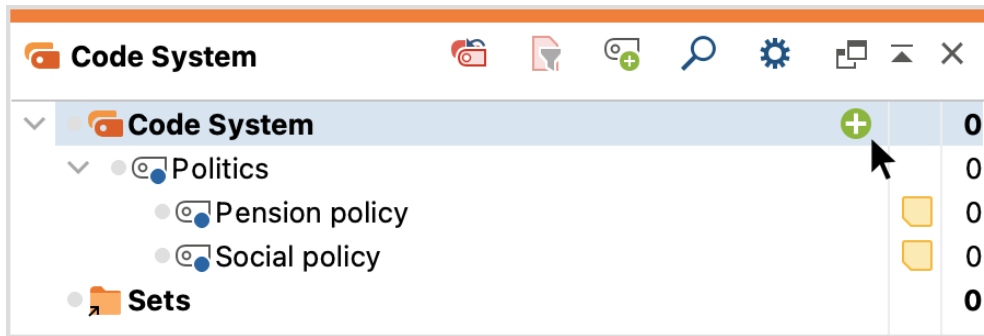 Code System
Code System 0
Politics 0
Pension policy 0
Social policy 0
Sets 0